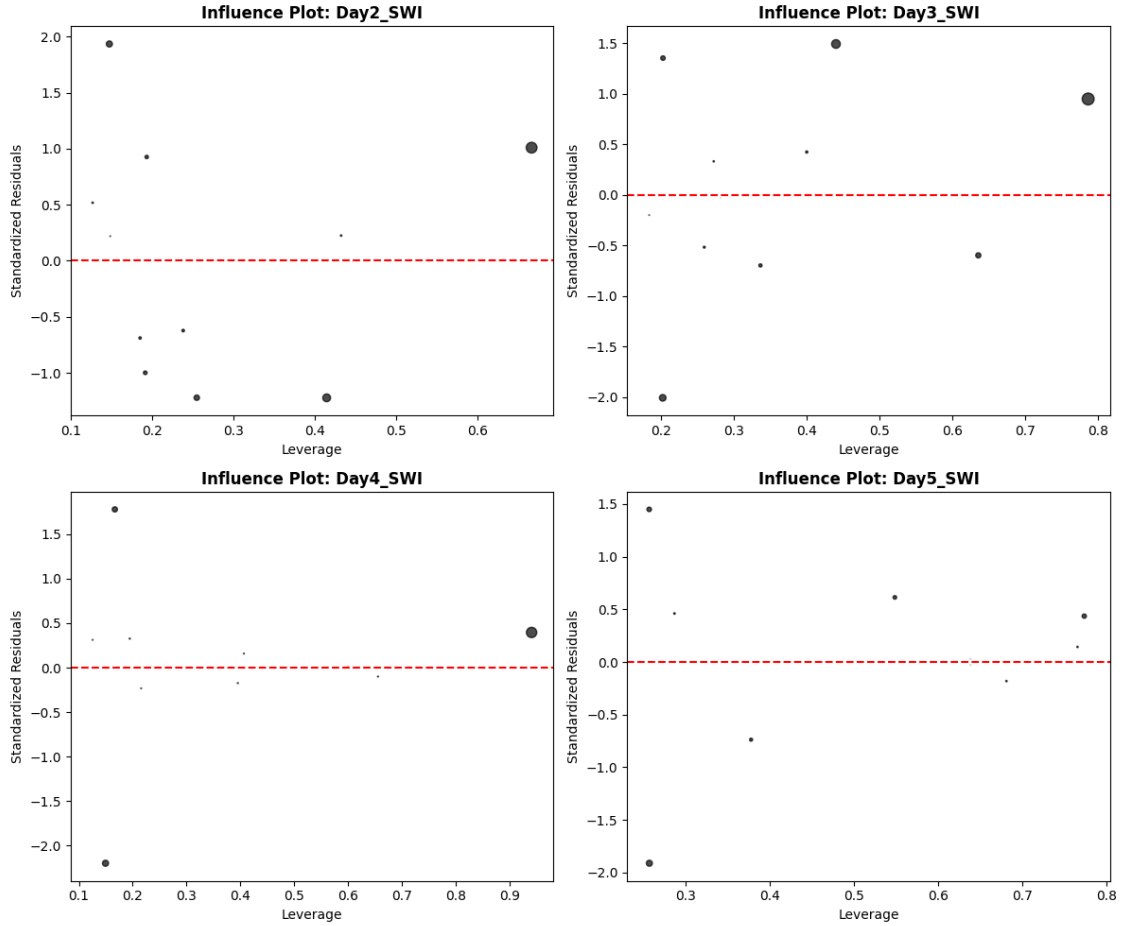 Influence Plot: Day2_SWI
Standardized Residuals
2.0
1.5
1.0
0.5
0.0
−0.5
−1.0
0.1 0.2 0.3 0.4 0.5 0.6
Leverage
Influence Plot: Day3_SWI
Standardized Residuals
1.5
1.0
0.5
0.0
−0.5
−1.0
−1.5
−2.0
0.2 0.3 0.4 0.5 0.6 0.7 0.8
Leverage
Influence Plot: Day4_SWI
Standardized Residuals
1.5
1.0
0.5
0.0
−0.5
−1.0
−1.5
−2.0
0.1 0.2 0.3 0.4 0.5 0.6 0.7 0.8 0.9
Leverage
Influence Plot: Day5_SWI
Standardized Residuals
1.5
1.0
0.5
0.0
−0.5
−1.0
−1.5
−2.0
0.3 0.4 0.5 0.6 0.7 0.8
Leverage